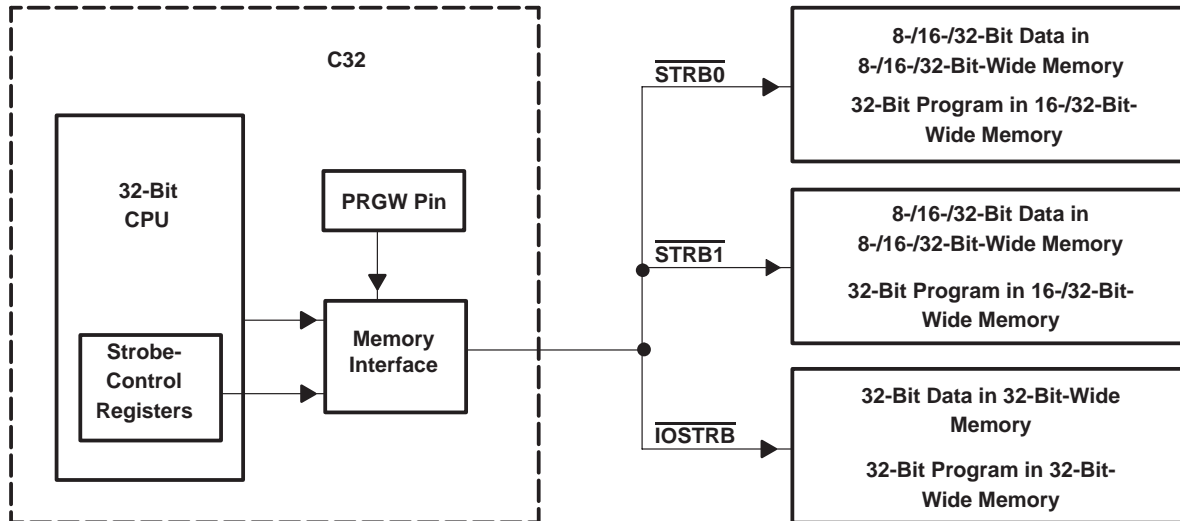 C32
32-Bit
CPU
PRGW Pin
Strobe-
Control
Registers
Memory
Interface
STRB0
STRB1
IOSTRB
8-/16-/32-Bit Data in
8-/16-/32-Bit-Wide Memory
32-Bit Program in 16-/32-Bit-
Wide Memory
8-/16-/32-Bit Data in
8-/16-/32-Bit-Wide Memory
32-Bit Program in 16-/32-Bit-
Wide Memory
32-Bit Data in 32-Bit-Wide
Memory
32-Bit Program in 32-Bit-
Wide Memory